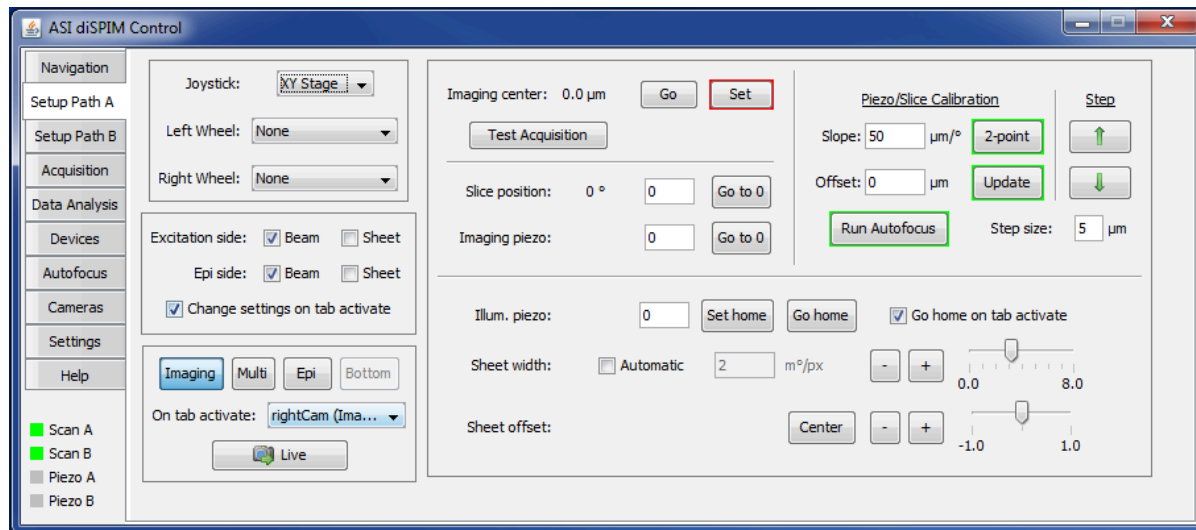 ASI diSPIM Control
Navigation
Setup Path A
Setup Path B
Acquisition
Data Analysis
Devices
Autofocus
Cameras
Settings
Help
Scan A
Scan B
Piezo A
Piezo B
Joystick: XY Stage
Left Wheel: None
Right Wheel: None
Excitation side: Beam Sheet
Epi side: Beam Sheet
Change settings on tab activate
Imaging Multi Epi Bottom
On tab activate: rightCam (Ima...
Live
Imaging center: 0.0 µm Go Set
Test Acquisition
Slice position: 0 ° 0 Go to 0
Imaging piezo: 0 Go to 0
Piezo/Slice Calibration
Slope: 50 µm/° 2-point
Offset: 0 µm Update
Run Autofocus
Step
Step size: 5 µm
Illum. piezo: 0 Set home Go home Go home on tab activate
Sheet width: Automatic 2 m°/px - +
0.0 8.0
Sheet offset: Center - +
-1.0 1.0